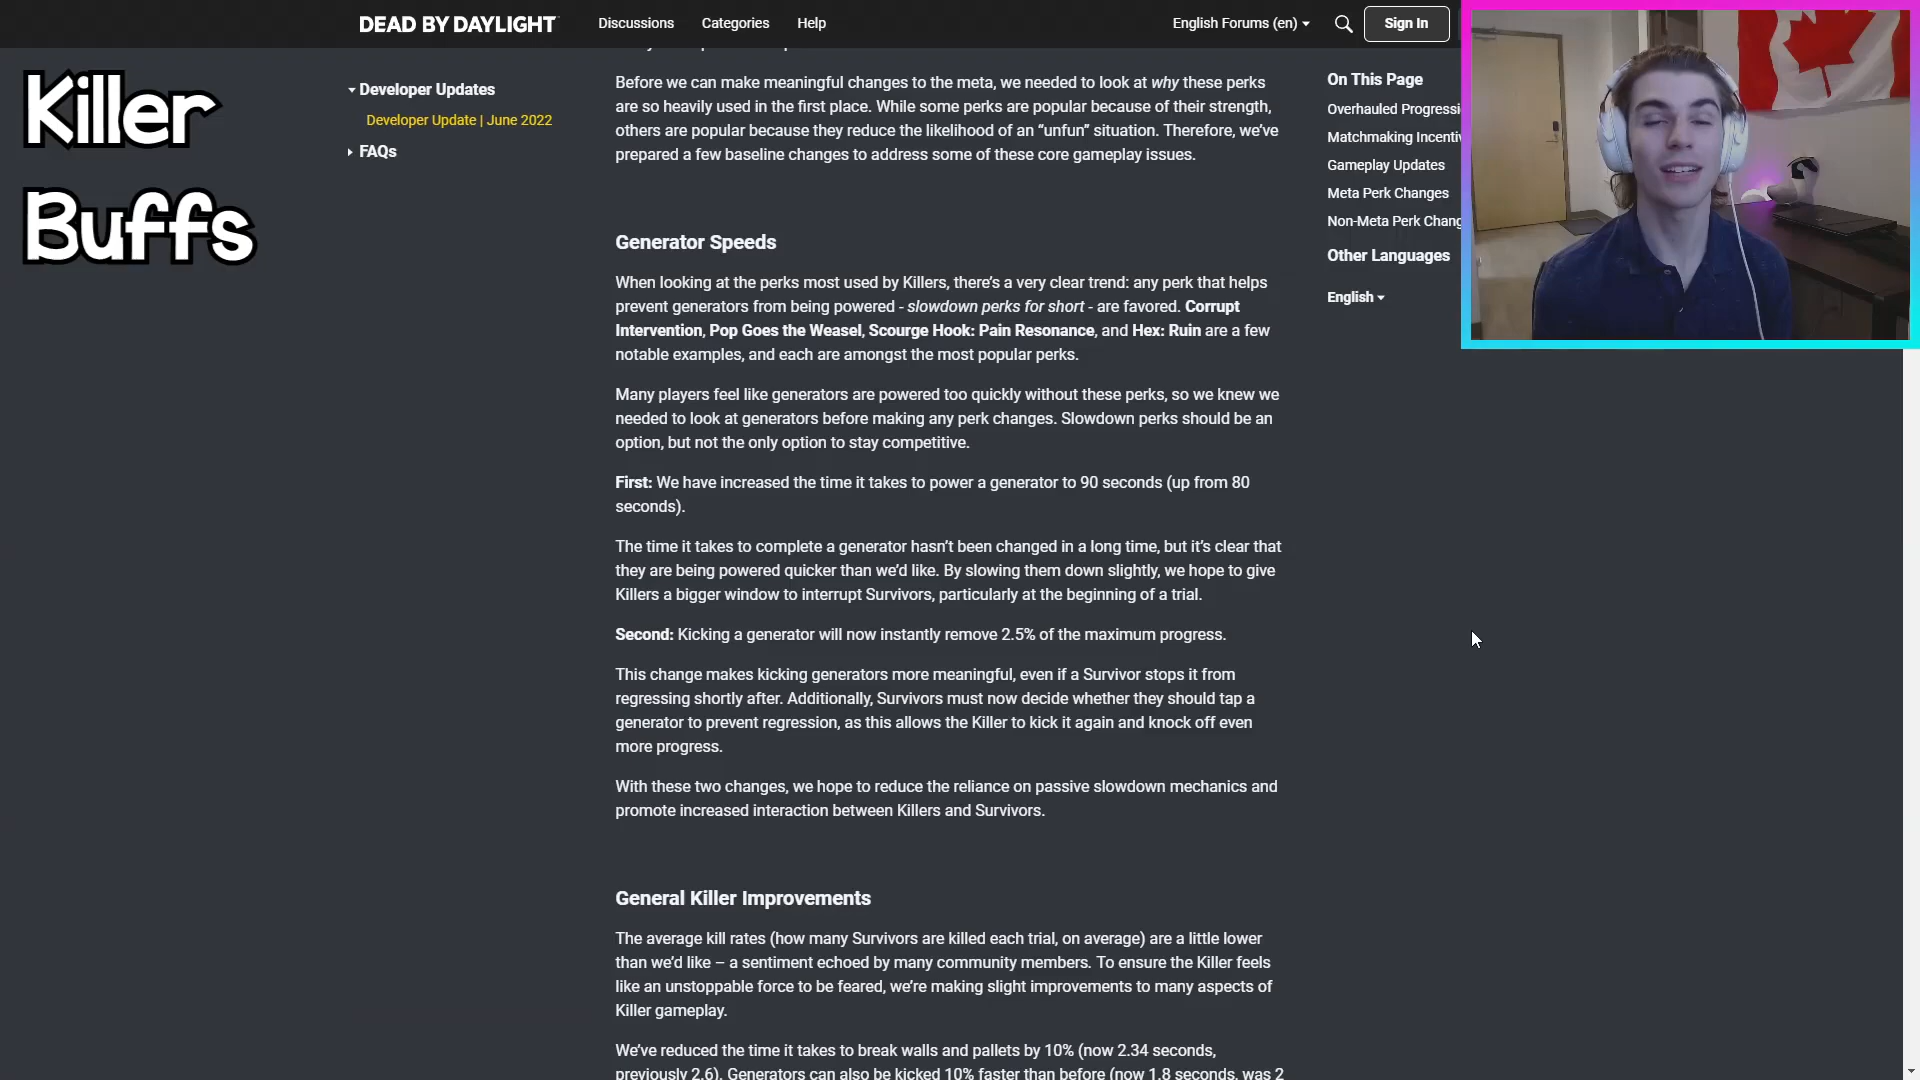 DEAD BY DAYLIGHT
Discussions
Categories
Help
English Forums (en)
Sign In
Killer
Buffs
Developer Updates
Developer Update | June 2022
FAQs
Before we can make meaningful changes to the meta, we needed to look at why these perks
are so heavily used in the first place. While some perks are popular because of their strength,
others are popular because they reduce the likelihood of an “unfun” situation. Therefore, we’ve
prepared a few baseline changes to address some of these core gameplay issues.
Generator Speeds
When looking at the perks most used by Killers, there’s a very clear trend: any perk that helps
prevent generators from being powered - slowdown perks for short - are favored. Corrupt
Intervention, Pop Goes the Weasel, Scourge Hook: Pain Resonance, and Hex: Ruin are a few
notable examples, and each are amongst the most popular perks.
Many players feel like generators are powered too quickly without these perks, so we knew we
needed to look at generators before making any perk changes. Slowdown perks should be an
option, but not the only option to stay competitive.
First: We have increased the time it takes to power a generator to 90 seconds (up from 80
seconds).
The time it takes to complete a generator hasn’t been changed in a long time, but it’s clear that
they are being powered quicker than we’d like. By slowing them down slightly, we hope to give
Killers a bigger window to interrupt Survivors, particularly at the beginning of a trial.
Second: Kicking a generator will now instantly remove 2.5% of the maximum progress.
This change makes kicking generators more meaningful, even if a Survivor stops it from
regressing shortly after. Additionally, Survivors must now decide whether they should tap a
generator to prevent regression, as this allows the Killer to kick it again and knock off even
more progress.
With these two changes, we hope to reduce the reliance on passive slowdown mechanics and
promote increased interaction between Killers and Survivors.
General Killer Improvements
The average kill rates (how many Survivors are killed each trial, on average) are a little lower
than we’d like – a sentiment echoed by many community members. To ensure the Killer feels
like an unstoppable force to be feared, we’re making slight improvements to many aspects of
Killer gameplay.
We’ve reduced the time it takes to break walls and pallets by 10% (now 2.34 seconds,
previously 2.6). Generators can also be kicked 10% faster than before (now 1.8 seconds, was 2
On This Page
Overhauled Progressi
Matchmaking Incentiv
Gameplay Updates
Meta Perk Changes
Non-Meta Perk Chang
Other Languages
English